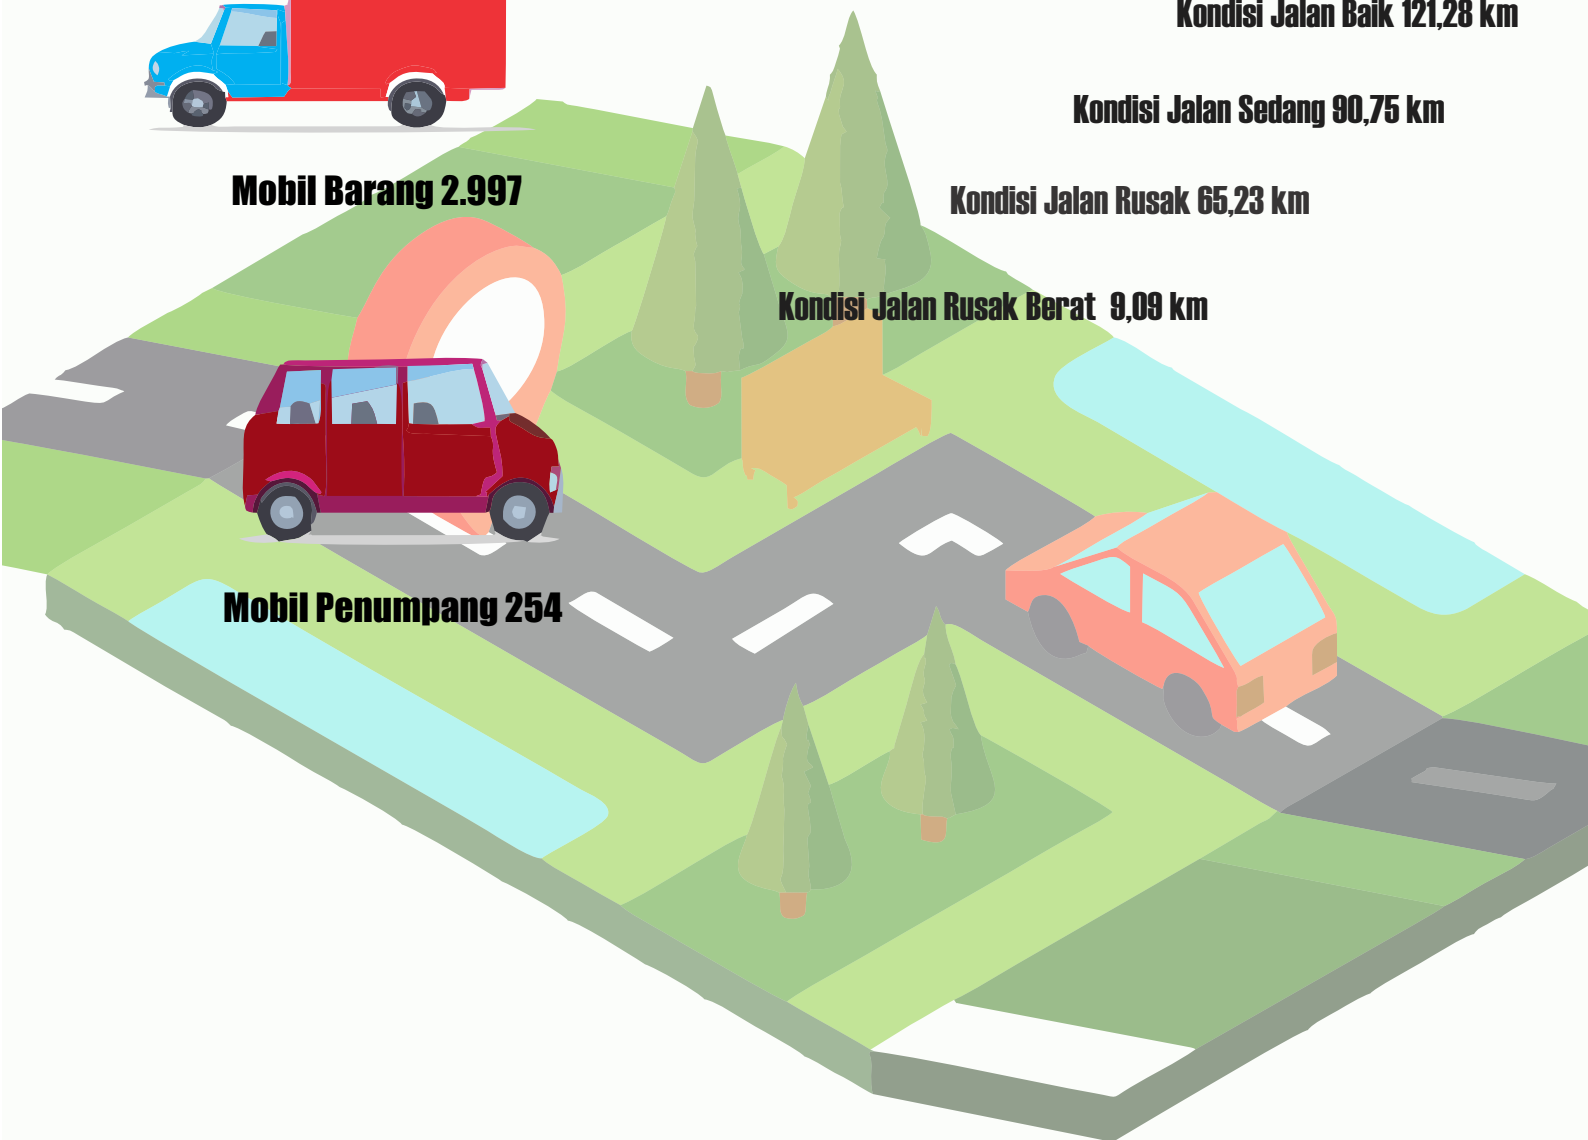 Kondisi Jalan Baik 121,28 km
Kondisi Jalan Sedang 90,75 km
Mobil Barang 2.997
Kondisi Jalan Rusak 65,23 km
Kondisi Jalan Rusak Berat 9,09 km
Mobil Penumpang 254